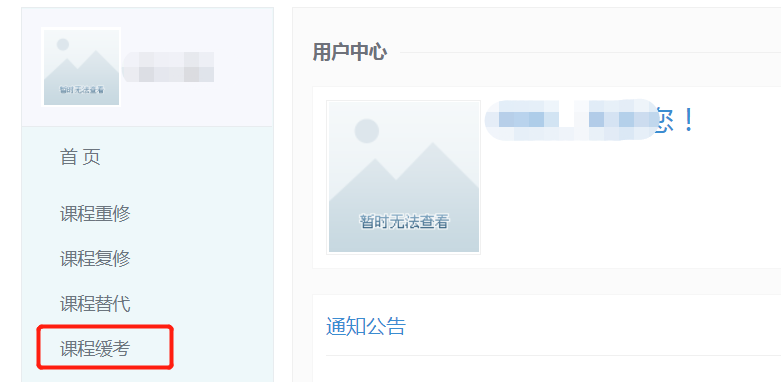 暂时无法查看
首 页
课程重修
课程复修
课程替代
课程缓考
用户中心
您！
暂时无法查看
通知公告